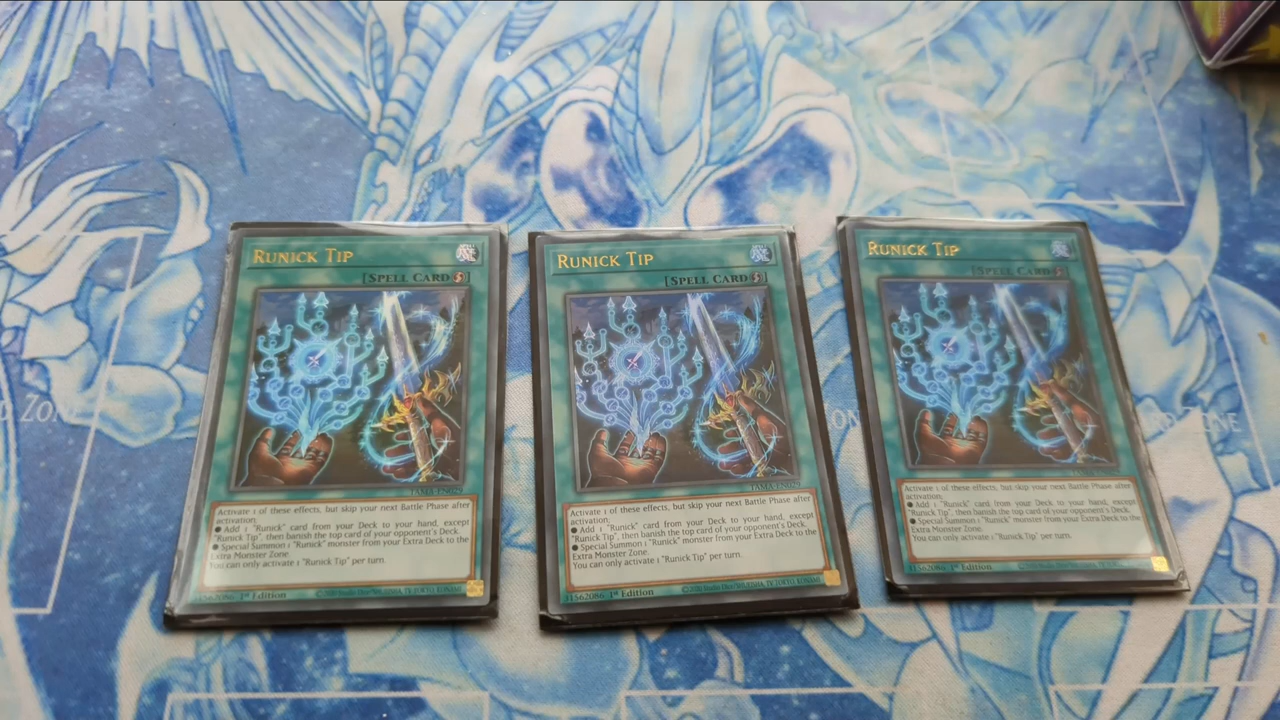 RUNICK TIP
[SPELL CARD]
TAMA-EN029
Activate 1 of these effects, but skip your next Battle Phase after
activation;
● Add 1 "Runick" card from your Deck to your hand, except
"Runick Tip", then banish the top card of your opponent's Deck.
● Special Summon 1 "Runick" monster from your Extra Deck to the
Extra Monster Zone.
You can only activate 1 "Runick Tip" per turn.
31562086 1st Edition
RUNICK TIP
[SPELL CARD]
TAMA-EN029
Activate 1 of these effects, but skip your next Battle Phase after
activation;
● Add 1 "Runick" card from your Deck to your hand, except
"Runick Tip", then banish the top card of your opponent's Deck.
● Special Summon 1 "Runick" monster from your Extra Deck to the
Extra Monster Zone.
You can only activate 1 "Runick Tip" per turn.
31562086 1st Edition
RUNICK TIP
[SPELL CARD]
Activate 1 of these effects, but skip your next Battle Phase after
activation;
● Add 1 "Runick" card from your Deck to your hand, except
"Runick Tip", then banish the top card of your opponent's Deck.
● Special Summon 1 "Runick" monster from your Extra Deck to the
Extra Monster Zone.
You can only activate 1 "Runick Tip" per turn.
31562086 1st Edition
ZONE
ZONE